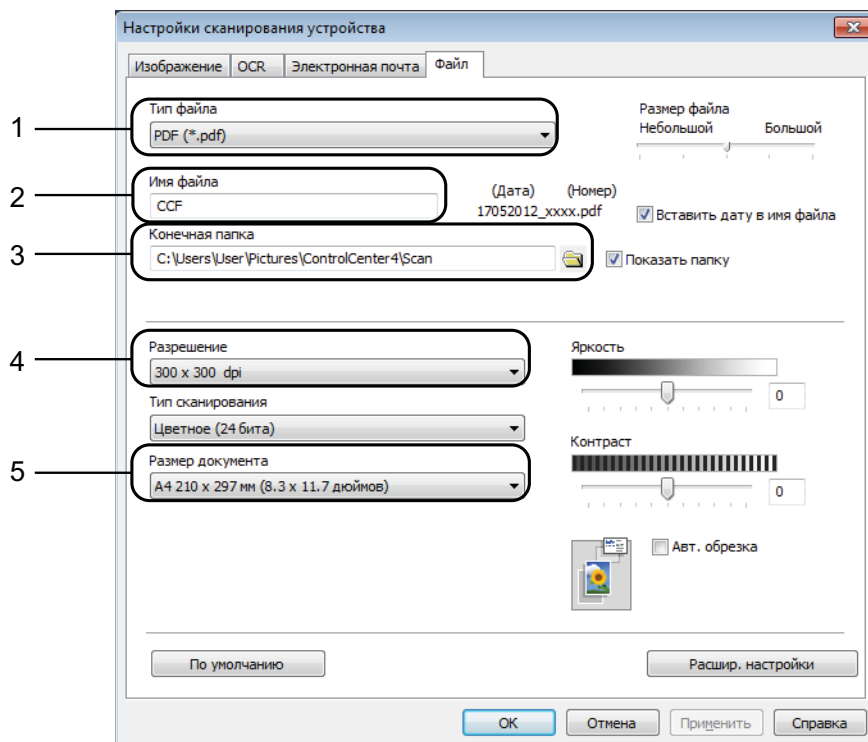 Настройки сканирования устройства
Изображение OCR Электронная почта Файл
1
Тип файла
PDF (*.pdf)
Размер файла
Небольшой Большой
2
Имя файла
CCF
(Дата) (Номер)
17052012_xxxx.pdf
Вставить дату в имя файла
3
Конечная папка
C:\Users\User\Pictures\ControlCenter4\Scan
Показать папку
4
Разрешение
300 x 300 dpi
Яркость
0
Тип сканирования
Цветное (24 бита)
Контраст
0
5
Размер документа
A4 210 x 297 мм (8.3 x 11.7 дюймов)
Авт. обрезка
По умолчанию
Расшир. настройки
OK Отмена Применить Справка